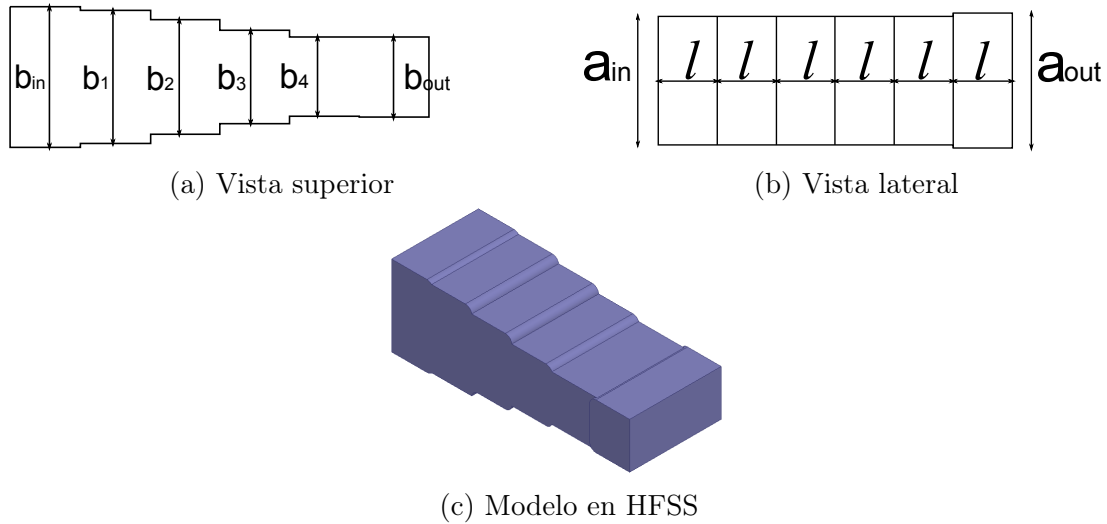 b_in b_1 b_2 b_3 b_4 b_out
a_in l l l l l l a_out
(a) Vista superior
(b) Vista lateral
(c) Modelo en HFSS